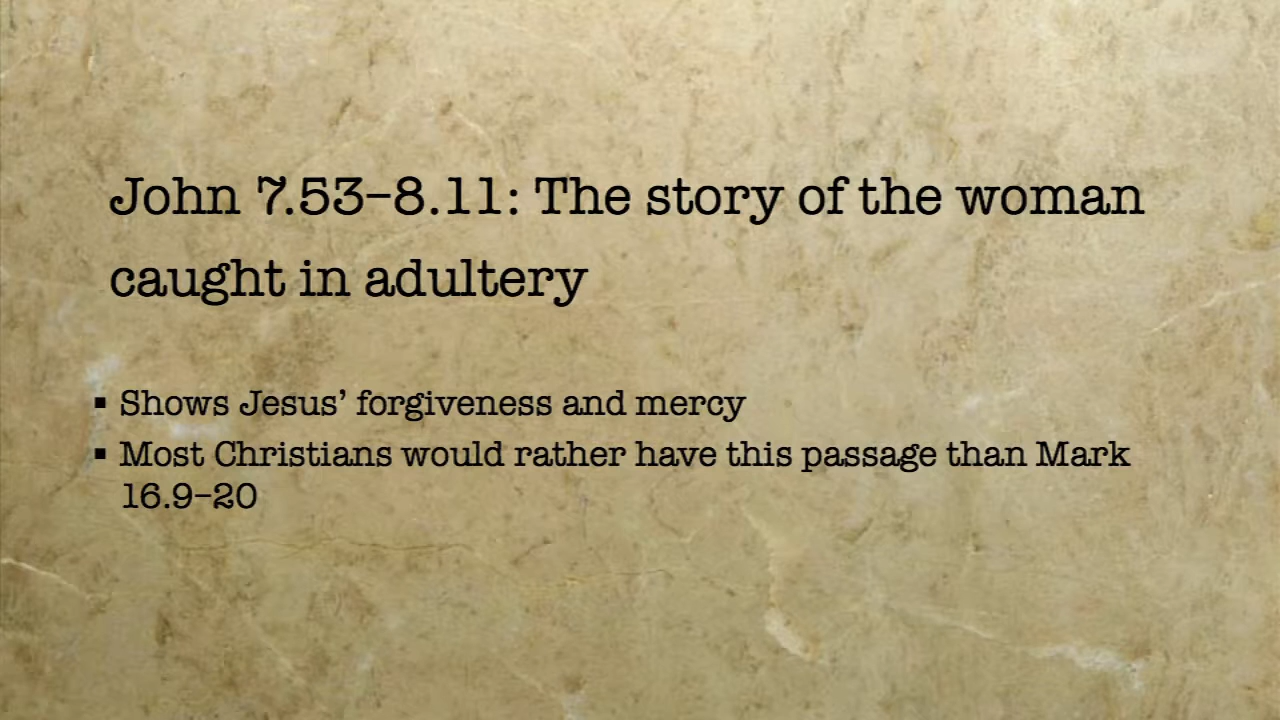 John 7.53–8.11: The story of the woman
caught in adultery
▪ Shows Jesus’ forgiveness and mercy
▪ Most Christians would rather have this passage than Mark
16.9–20